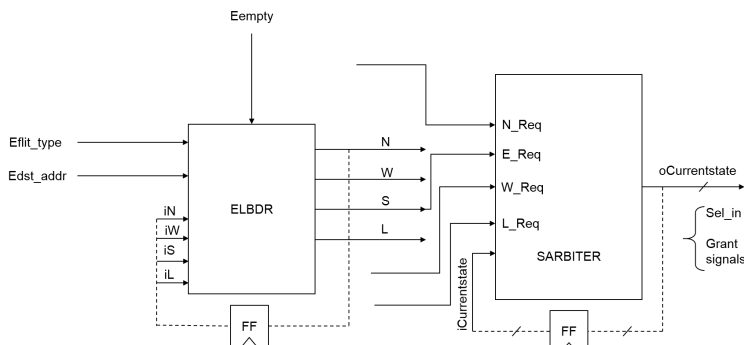 Eempty
Eflit_type
Edst_addr
iN
iW
iS
iL
ELBDR
N
W
S
L
FF
N_Req
E_Req
W_Req
L_Req
SARBITER
iCurrentstate
oCurrentstate
Sel_in
Grant
signals
FF